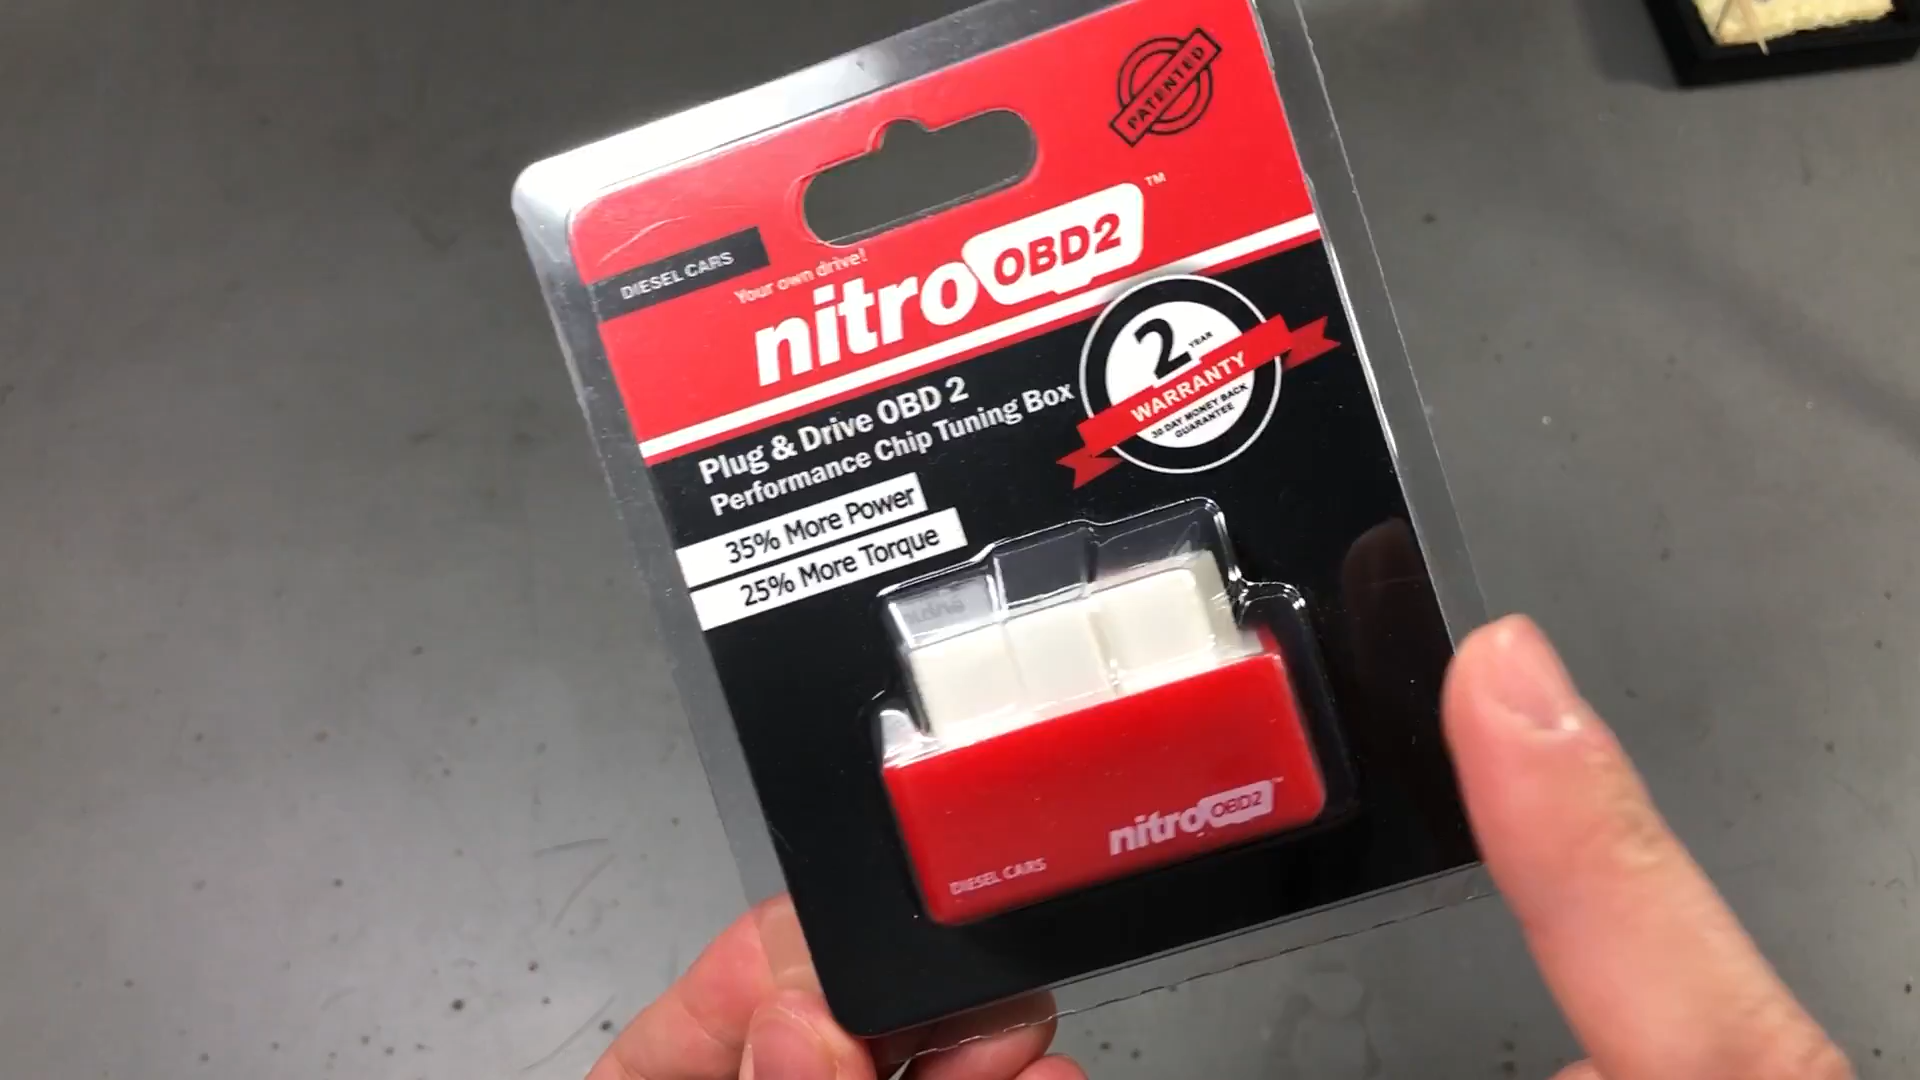 PATENTED
DIESEL CARS
Your own drive!
nitro OBD2 ™
Plug & Drive OBD 2
Performance Chip Tuning Box
2 YEAR
WARRANTY
30 DAY MONEY BACK
GUARANTEE
35% More Power
25% More Torque
nitro OBD2 ™
DIESEL CARS